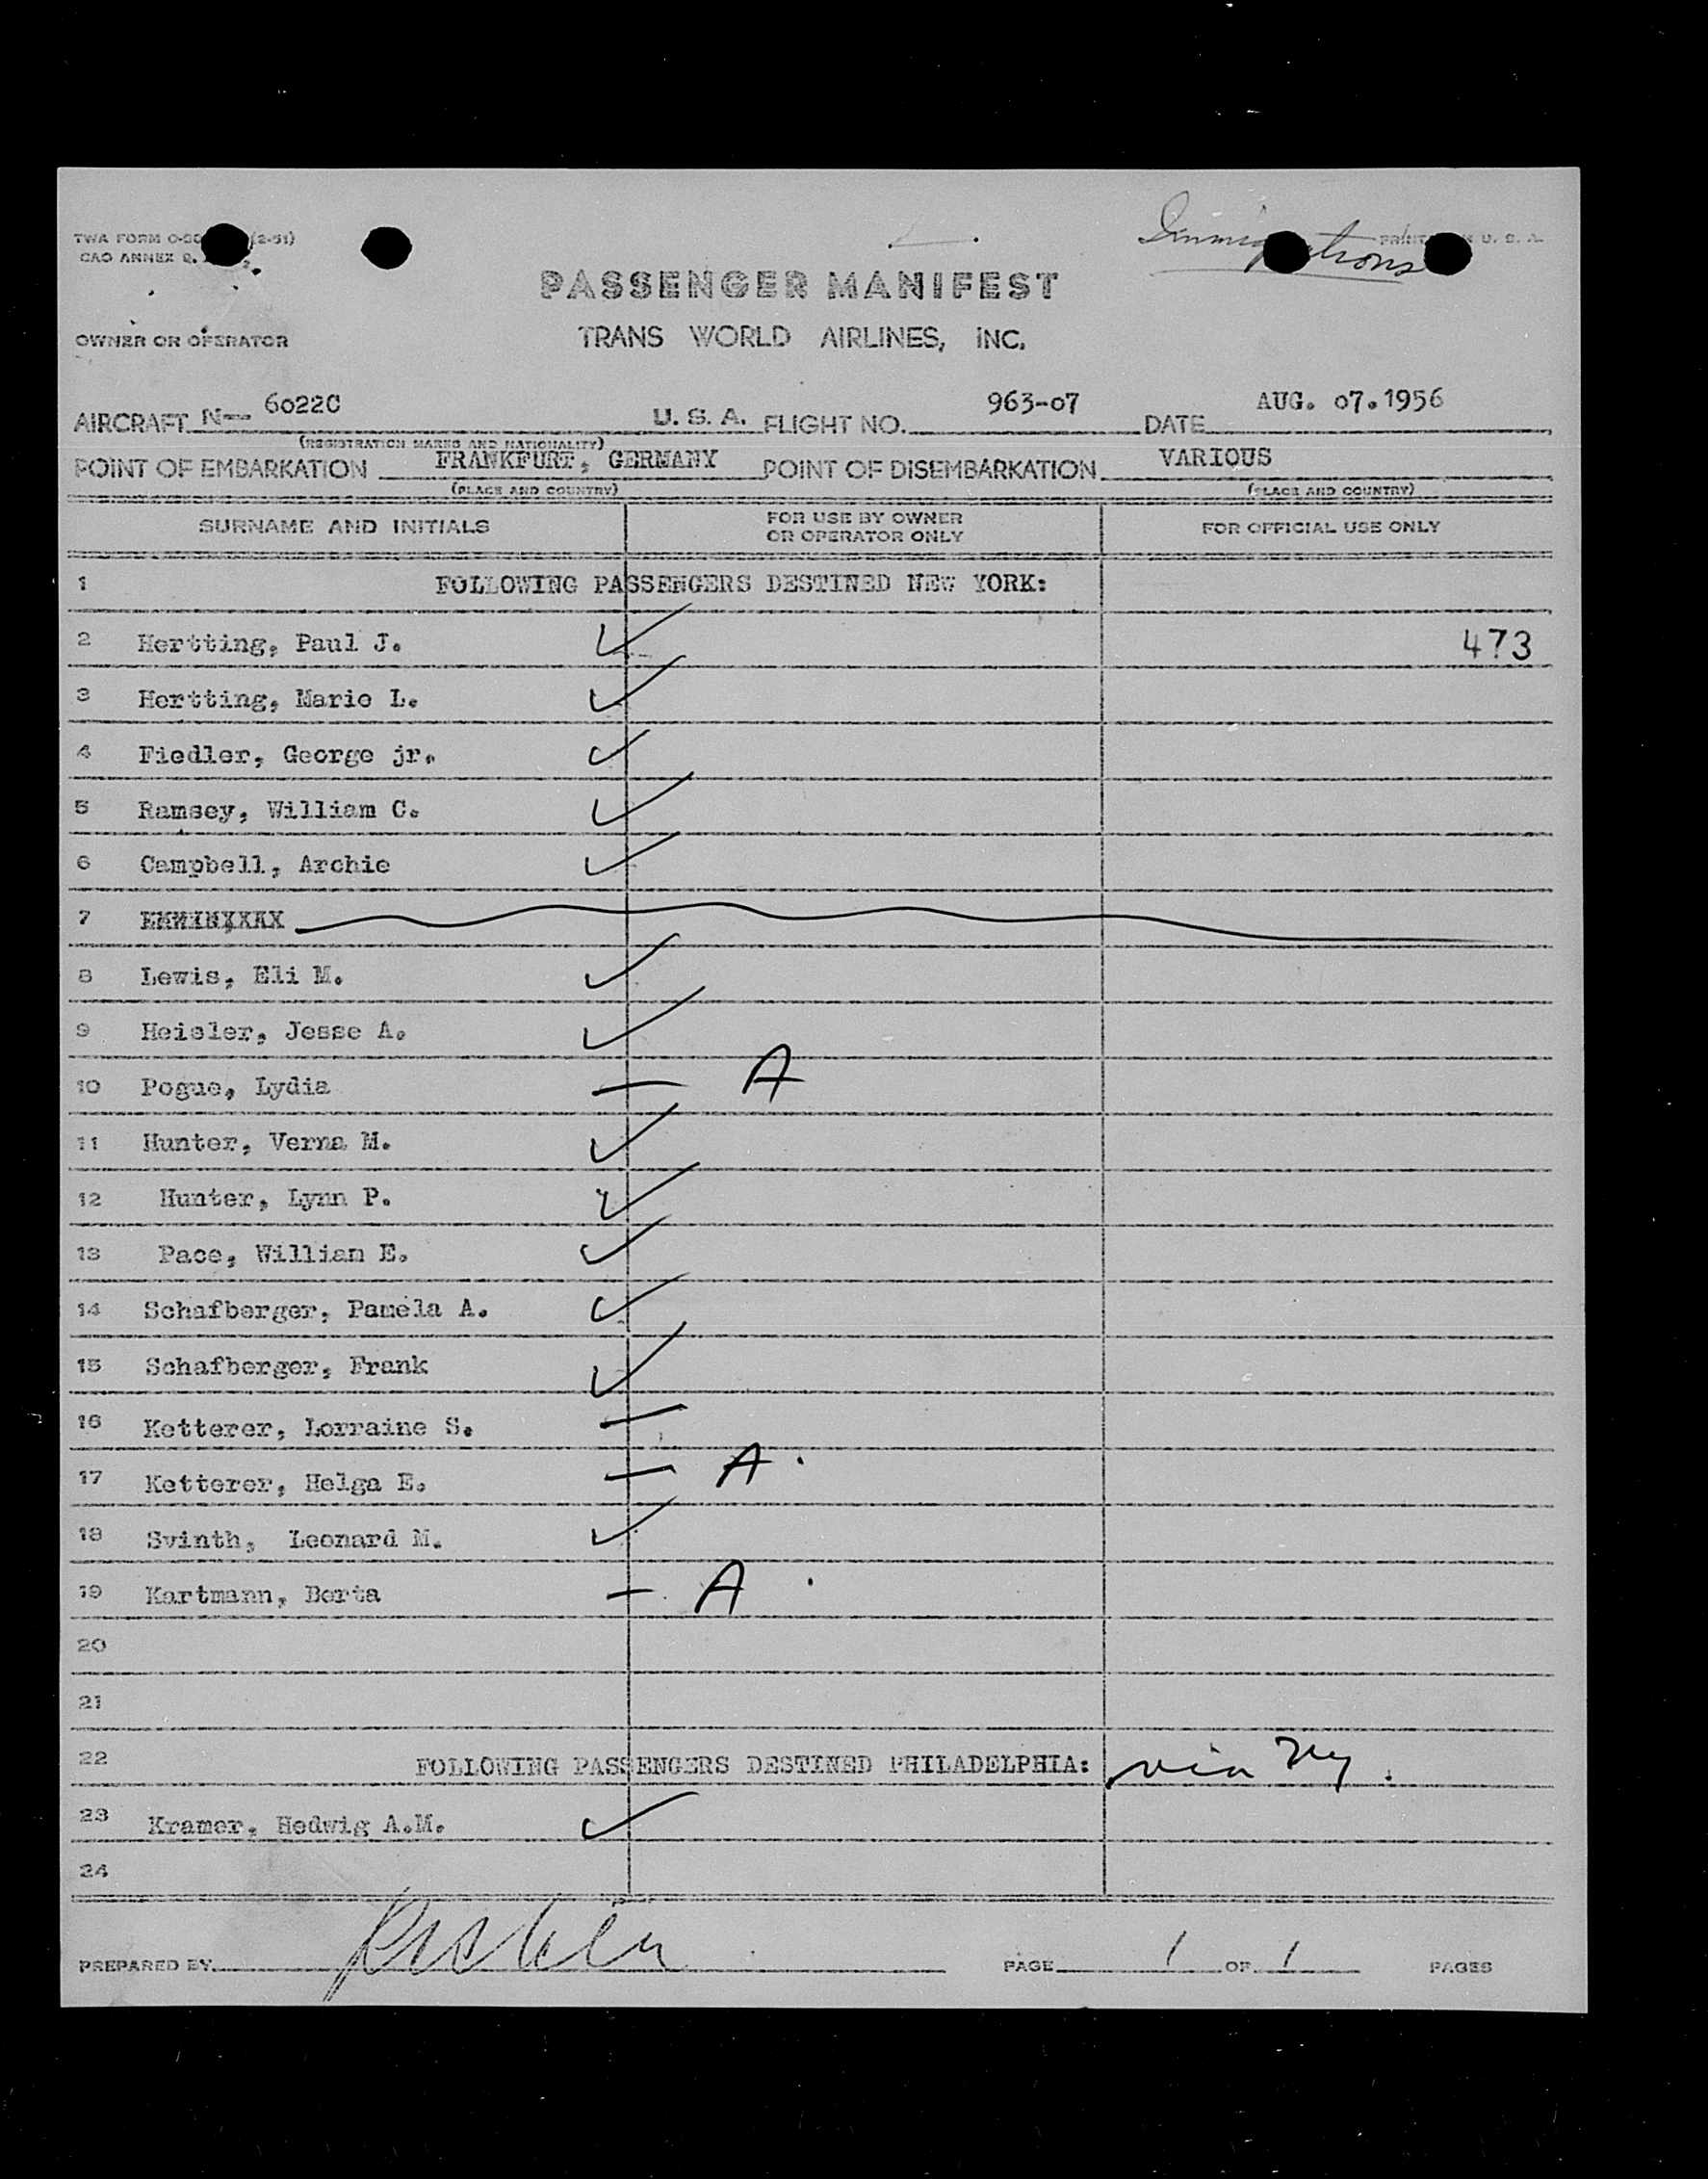 TWA FORM (2-51)
CAO ANNEX 9.
Immigrations
PRINTED IN U. S. A.
PASSENGER MANIFEST
OWNER OR OPERATOR TRANS WORLD AIRLINES, INC.
AIRCRAFT N— 6022C U. S. A. FLIGHT NO. 963-07 DATE AUG. 07.1956
(REGISTRATION MARKS AND NATIONALITY)
POINT OF EMBARKATION FRANKFURT, GERMANY POINT OF DISEMBARKATION VARIOUS
(PLACE AND COUNTRY) (PLACE AND COUNTRY)
SURNAME AND INITIALS FOR USE BY OWNER OR OPERATOR ONLY FOR OFFICIAL USE ONLY
1 FOLLOWING PASSENGERS DESTINED NEW YORK:
2 Hertting, Paul J. ✓ 473
3 Hertting, Marie L. ✓
4 Fiedler, George jr. ✓
5 Ramsey, William C. ✓
6 Campbell, Archie ✓
7
8 Lewis, Eli M. ✓
9 Heisler, Jesse A. ✓
10 Pogue, Lydia — A
11 Hunter, Verna M. ✓
12 Hunter, Lynn P. ✓
13 Pace, William E. ✓
14 Schafberger, Pamela A. ✓
15 Schafberger, Frank ✓
16 Ketterer, Lorraine S. —
17 Ketterer, Helga E. — A.
18 Svinth, Leonard M. ✓
19 Kartmann, Berta — A.
20
21
22 FOLLOWING PASSENGERS DESTINED PHILADELPHIA: via Ny.
23 Kramer, Hedwig A.M. ✓
24
PREPARED BY PAGE 1 OF 1 PAGES